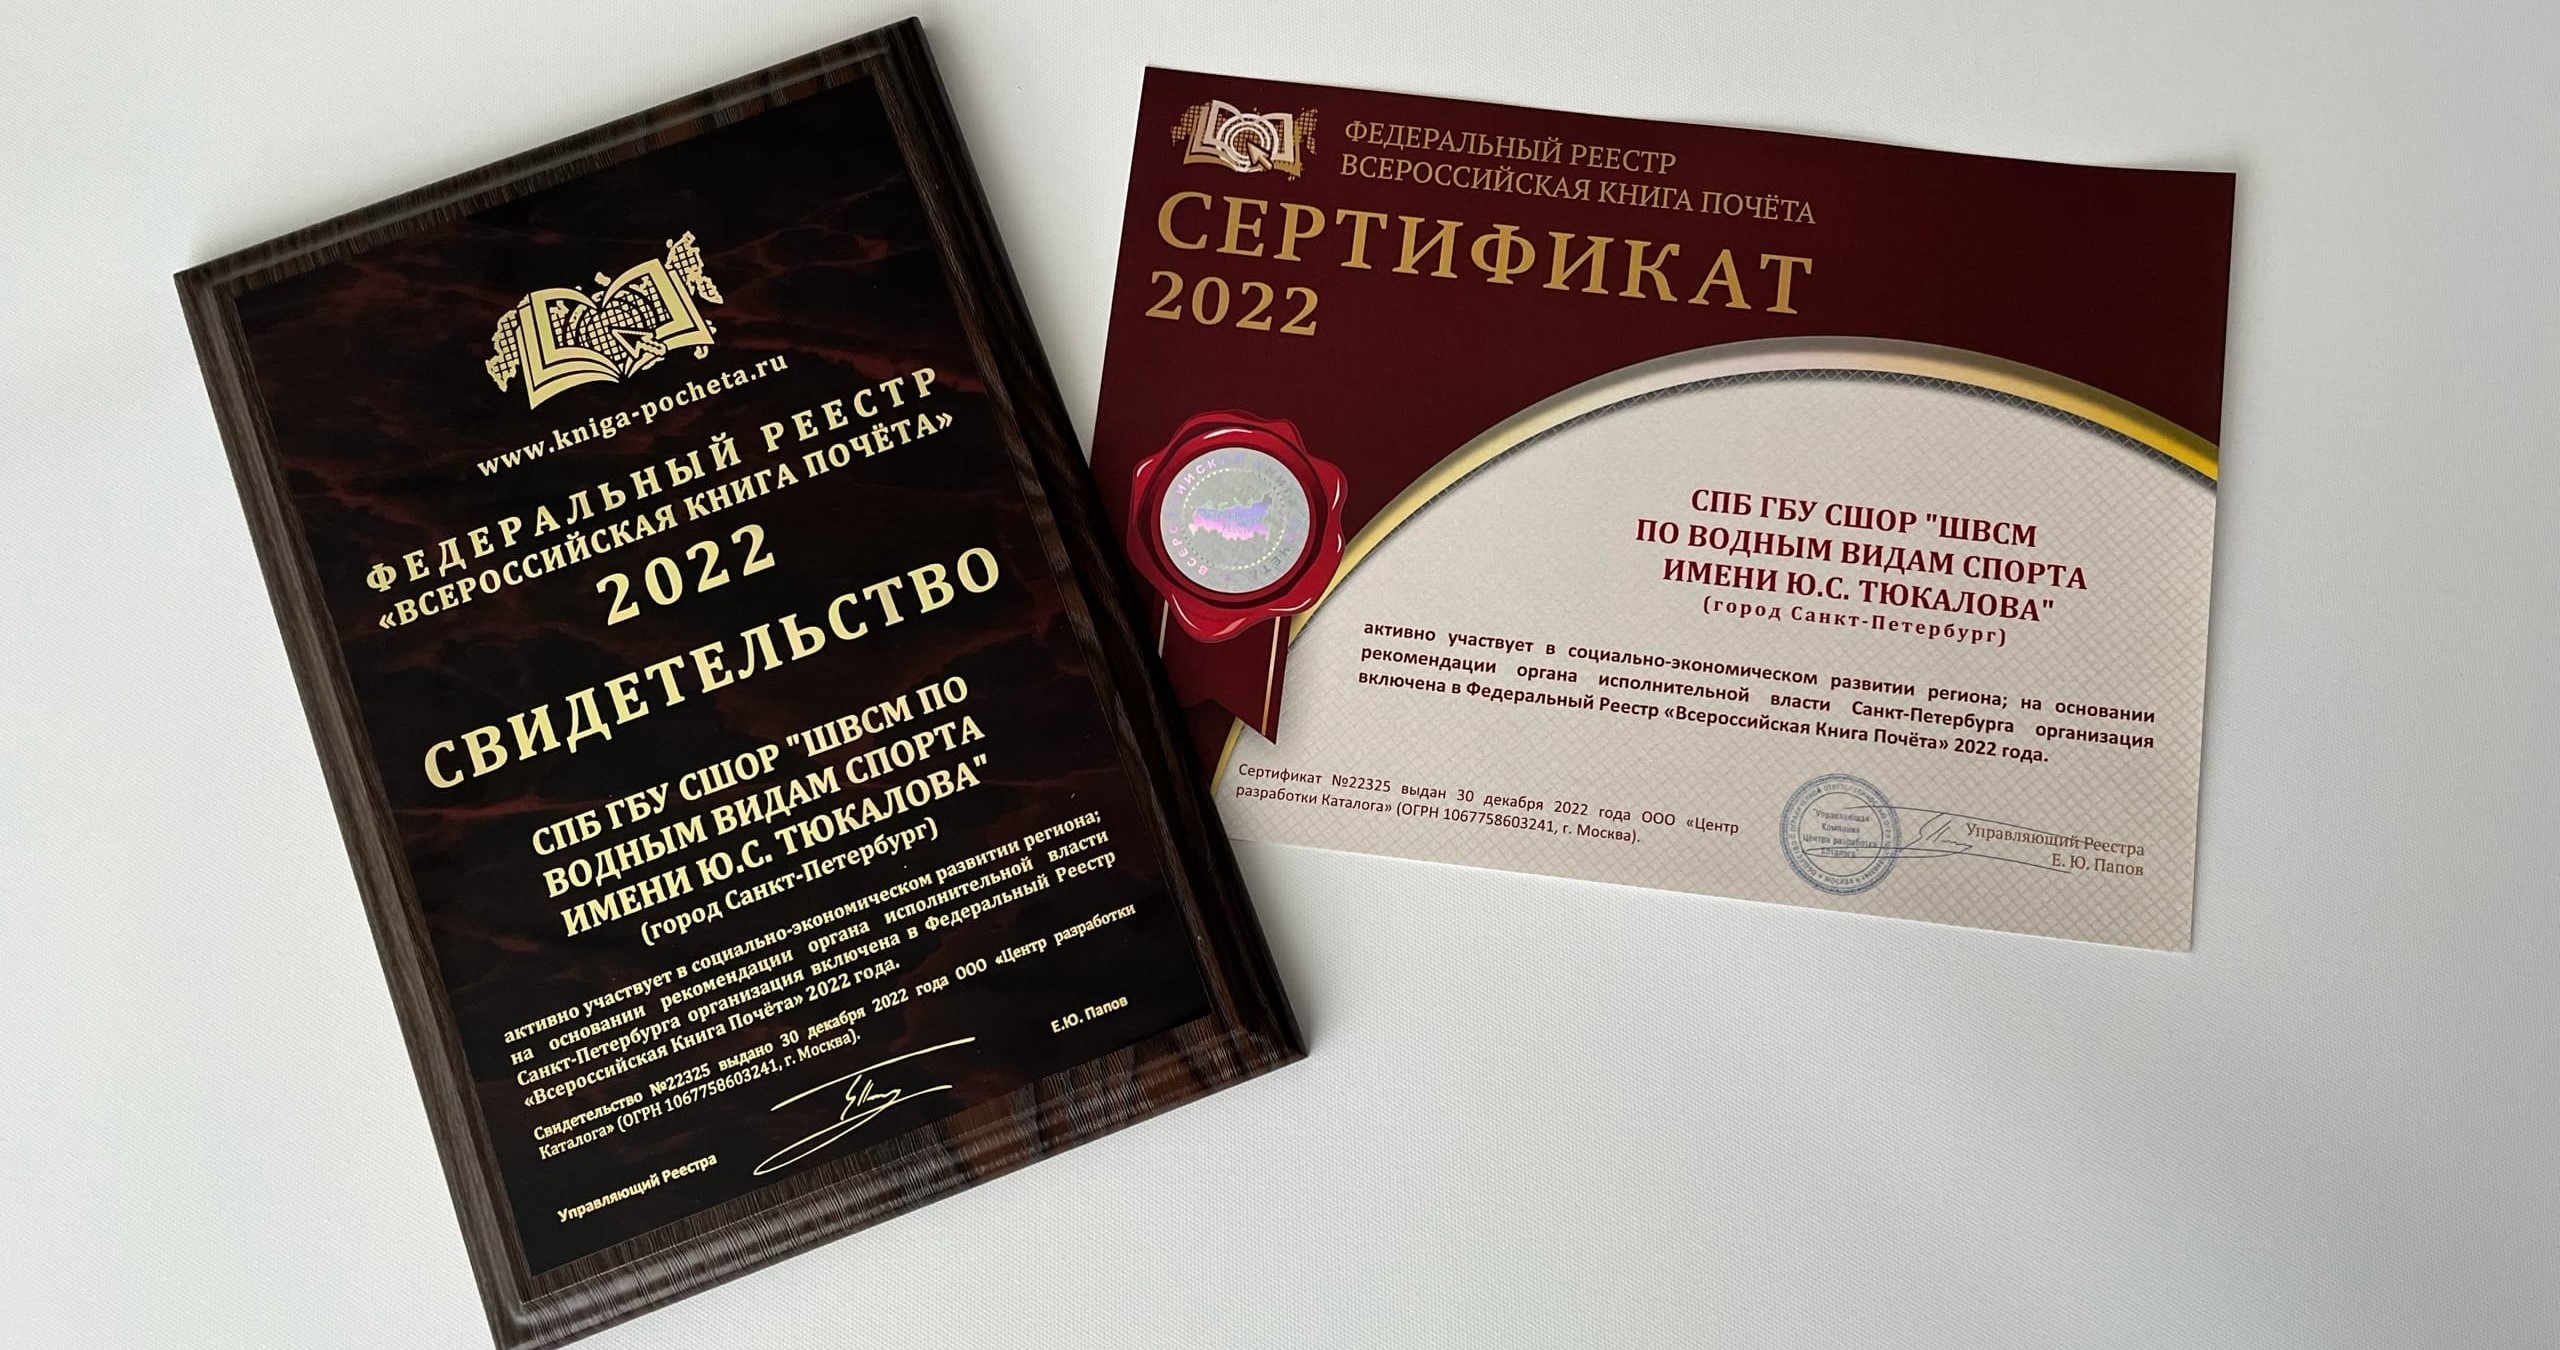 www.kniga-pocheta.ru
ФЕДЕРАЛЬНЫЙ РЕЕСТР
«ВСЕРОССИЙСКАЯ КНИГА ПОЧЁТА»
2022
СВИДЕТЕЛЬСТВО
СПБ ГБУ СШОР "ШВСМ ПО
ВОДНЫМ ВИДАМ СПОРТА
ИМЕНИ Ю.С. ТЮКАЛОВА"
(город Санкт-Петербург)
активно участвует в социально-экономическом развитии региона;
на основании рекомендации органа исполнительной власти
Санкт-Петербурга организация включена в Федеральный Реестр
«Всероссийская Книга Почёта» 2022 года.
Свидетельство №22325 выдано 30 декабря 2022 года ООО «Центр разработки
Каталога» (ОГРН 1067758603241, г. Москва).
Управляющий Реестра
Е.Ю. Папов
ФЕДЕРАЛЬНЫЙ РЕЕСТР
ВСЕРОССИЙСКАЯ КНИГА ПОЧЁТА
СЕРТИФИКАТ
2022
СПБ ГБУ СШОР "ШВСМ
ПО ВОДНЫМ ВИДАМ СПОРТА
ИМЕНИ Ю.С. ТЮКАЛОВА"
(город Санкт-Петербург)
активно участвует в социально-экономическом развитии региона; на основании
рекомендации органа исполнительной власти Санкт-Петербурга организация
включена в Федеральный Реестр «Всероссийская Книга Почёта» 2022 года.
Сертификат №22325 выдан 30 декабря 2022 года ООО «Центр
разработки Каталога» (ОГРН 1067758603241, г. Москва).
"Управляющая
Компания
Центра разработки
Каталога"
Управляющий Реестра
Е. Ю. Папов